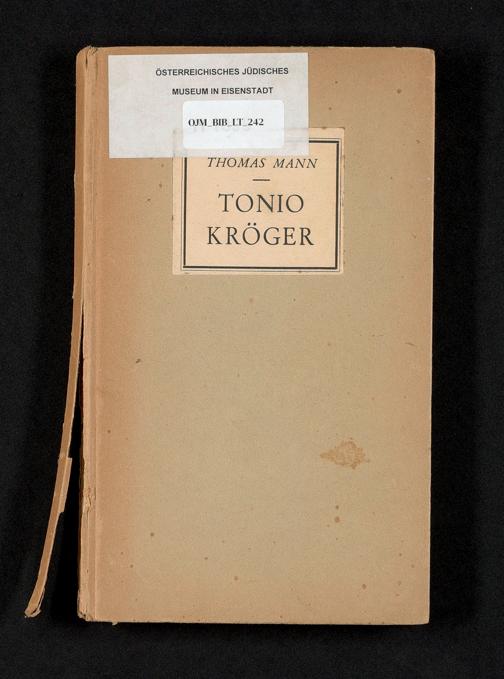 ÖSTERREICHISCHES JÜDISCHES
MUSEUM IN EISENSTADT
OJM_BIB_LT_242
THOMAS MANN
TONIO
KRÖGER